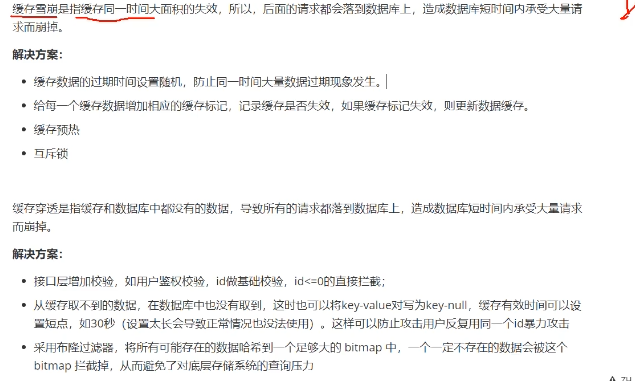 缓存雪崩是指缓存同一时间大面积的失效，所以，后面的请求都会落到数据库上，造成数据库短时间内承受大量请
求而崩掉。
解决方案：
缓存数据的过期时间设置随机，防止同一时间大量数据过期现象发生。
给每一个缓存数据增加相应的缓存标记，记录缓存是否失效，如果缓存标记失效，则更新数据缓存。
缓存预热
互斥锁
缓存穿透是指缓存和数据库中都没有的数据，导致所有的请求都落到数据库上，造成数据库短时间内承受大量请求
而崩掉。
解决方案：
接口层增加校验，如用户鉴权校验，id做基础校验，id<=0的直接拦截；
从缓存取不到的数据，在数据库中也没有取到，这时也可以将key-value对写为key-null，缓存有效时间可以设
置短点，如30秒（设置太长会导致正常情况也没法使用）。这样可以防止攻击用户反复用同一个id暴力攻击
采用布隆过滤器，将所有可能存在的数据哈希到一个足够大的 bitmap 中，一个一定不存在的数据会被这个
bitmap 拦截掉，从而避免了对底层存储系统的查询压力